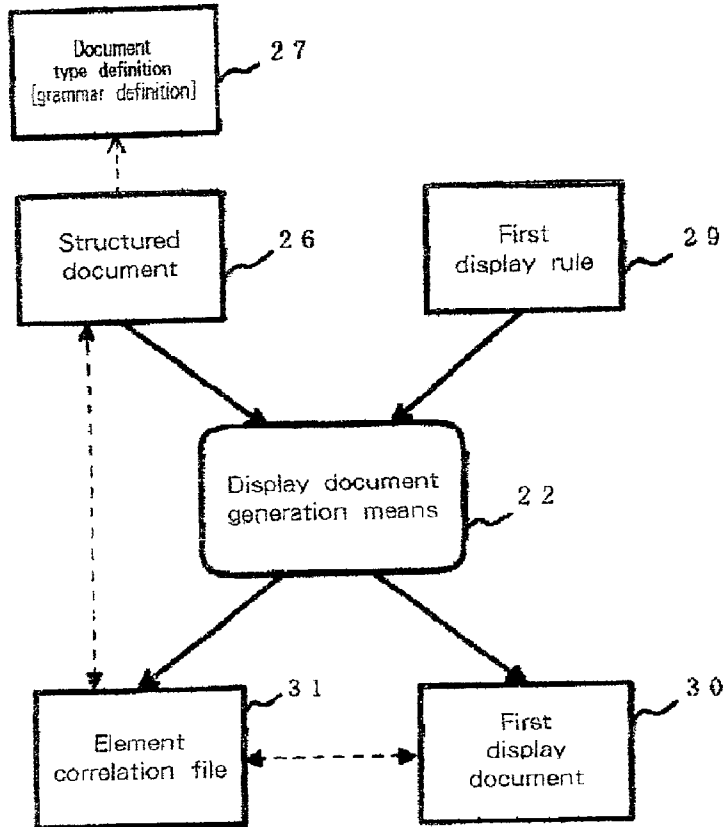 Document
type definition
[grammar definition]
27
Structured
document
26
First
display rule
29
Display document
generation means
22
Element
correlation file
31
First
display
document
30